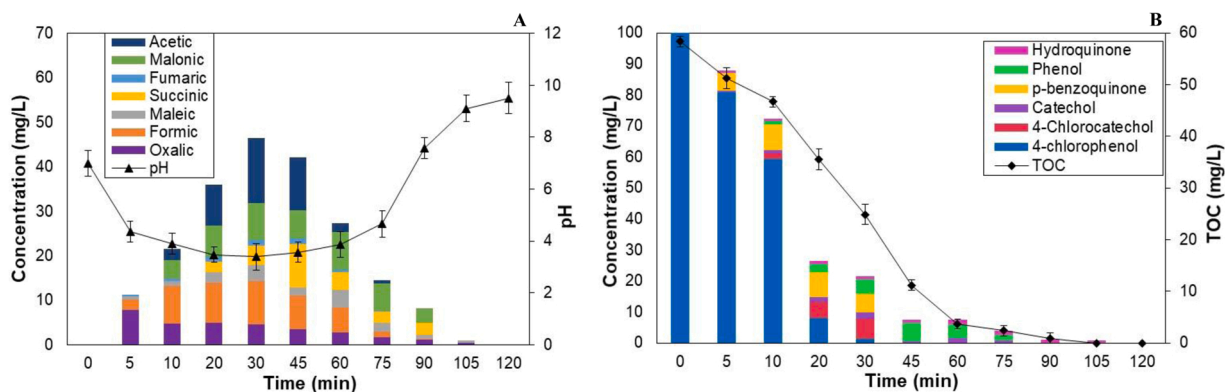 A
Concentration (mg/L)
70
60
50
40
30
20
10
0
Acetic
Malonic
Fumaric
Succinic
Maleic
Formic
Oxalic
pH
12
10
8
6
4
2
0
pH
0 5 10 20 30 45 60 75 90 105 120
Time (min)
B
Concentration (mg/L)
100
90
80
70
60
50
40
30
20
10
0
Hydroquinone
Phenol
p-benzoquinone
Catechol
4-Chlorocatechol
4-chlorophenol
TOC
60
50
40
30
20
10
0
TOC (mg/L)
0 5 10 20 30 45 60 75 90 105 120
Time (min)